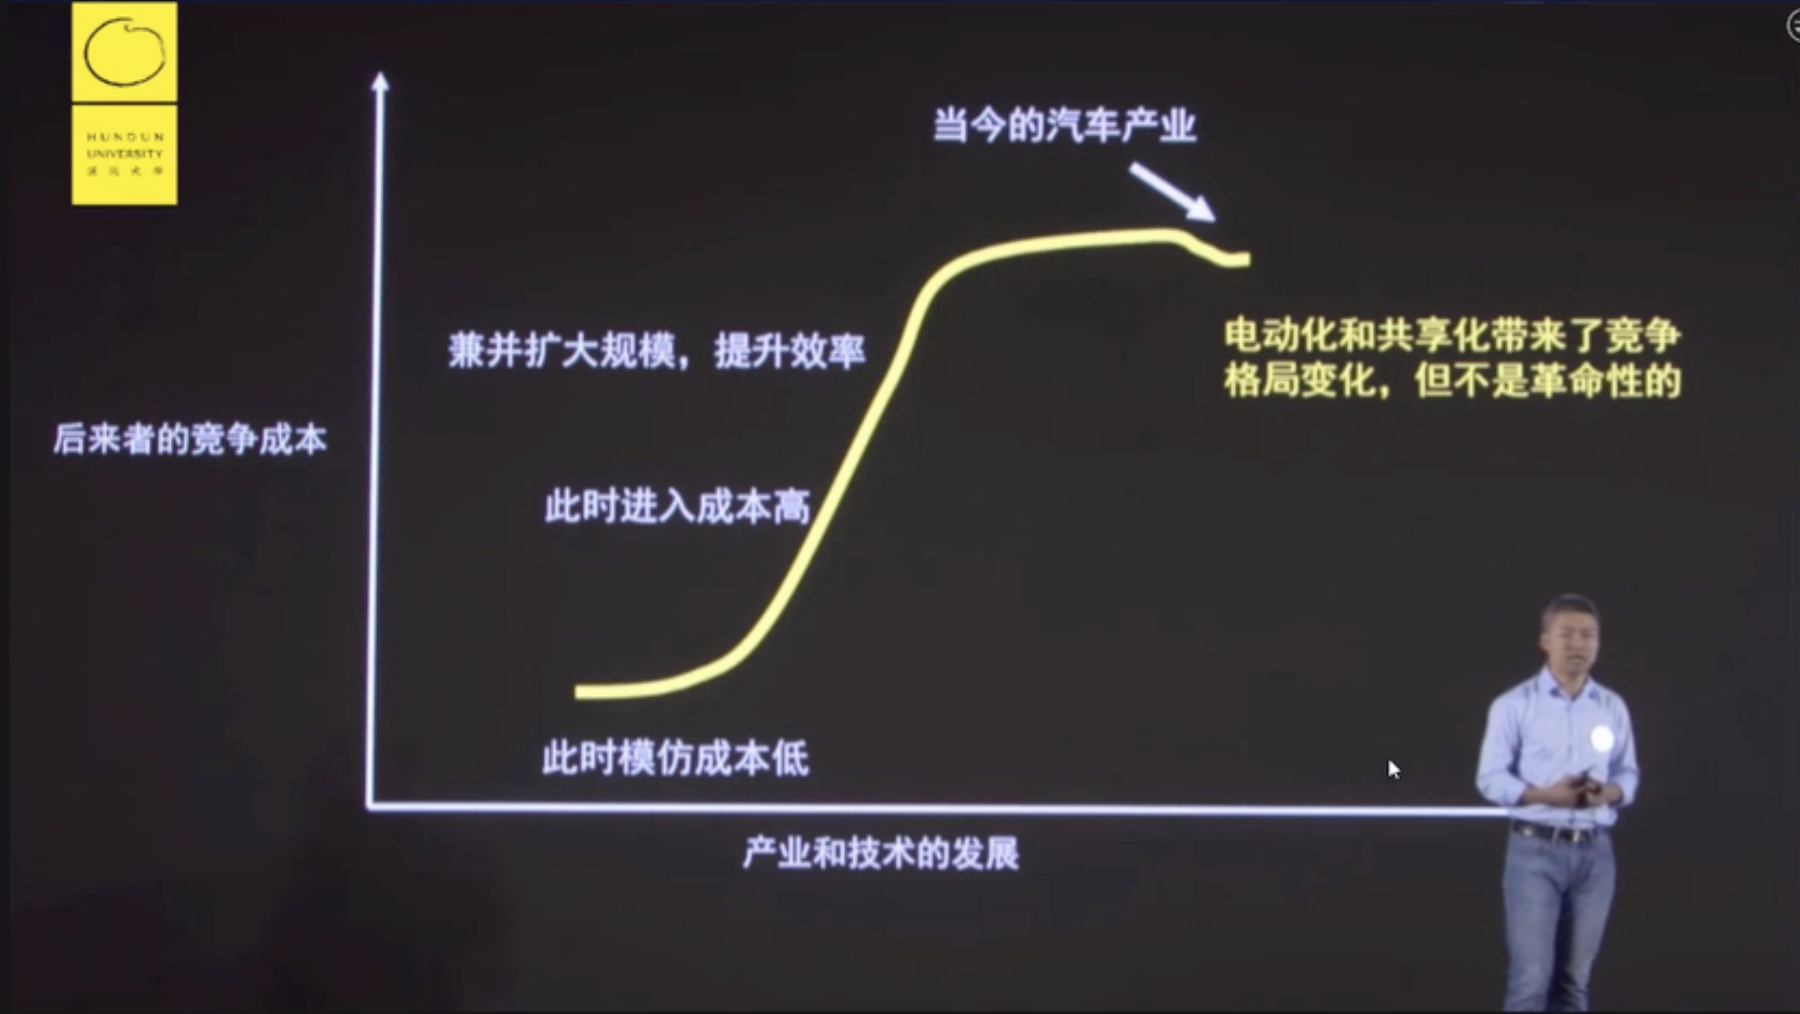 HUNDUN
UNIVERSITY
混沌大学
当今的汽车产业
兼并扩大规模，提升效率
电动化和共享化带来了竞争
格局变化，但不是革命性的
后来者的竞争成本
此时进入成本高
此时模仿成本低
产业和技术的发展